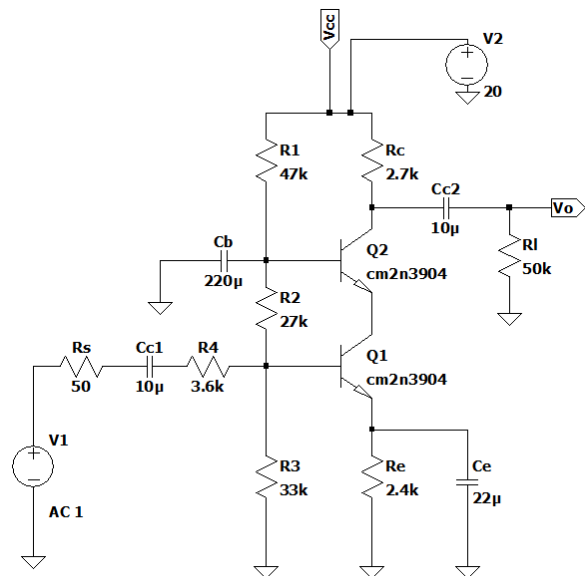 Vcc
V2
20
R1
47k
Rc
2.7k
Cc2
10µ
Vo
Rl
50k
Cb
220µ
Q2
cm2n3904
R2
27k
Rs
50
Cc1
10µ
R4
3.6k
Q1
cm2n3904
V1
AC 1
R3
33k
Re
2.4k
Ce
22µ